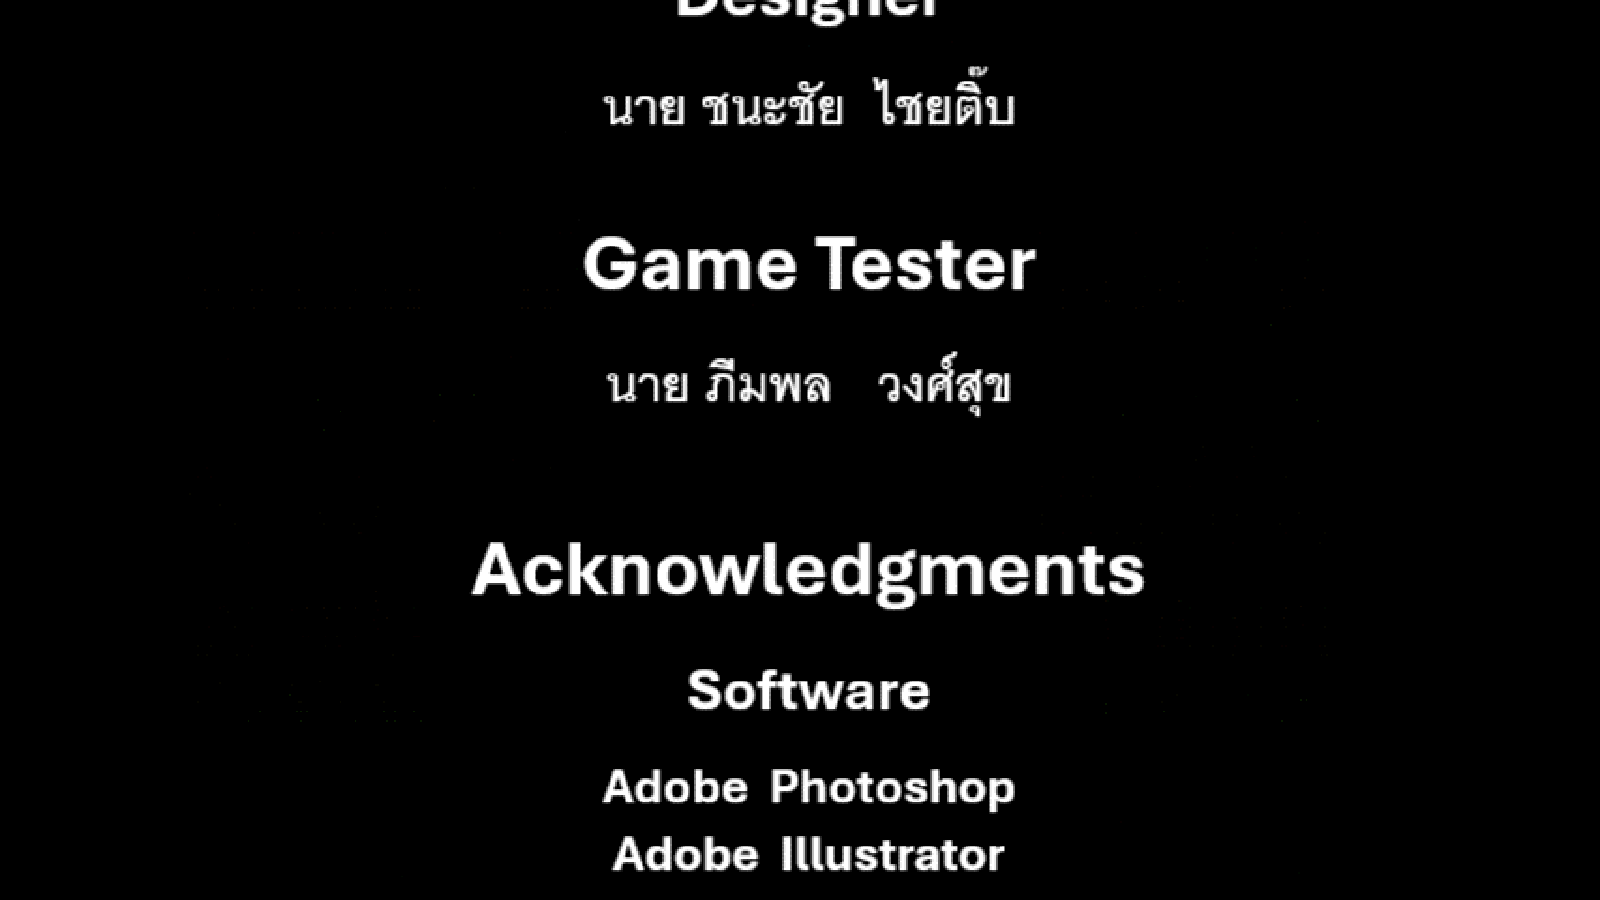 Designer
นาย ชนะชัย ไชยติ๊บ
Game Tester
นาย ภีมพล วงศ์สุข
Acknowledgments
Software
Adobe Photoshop
Adobe Illustrator